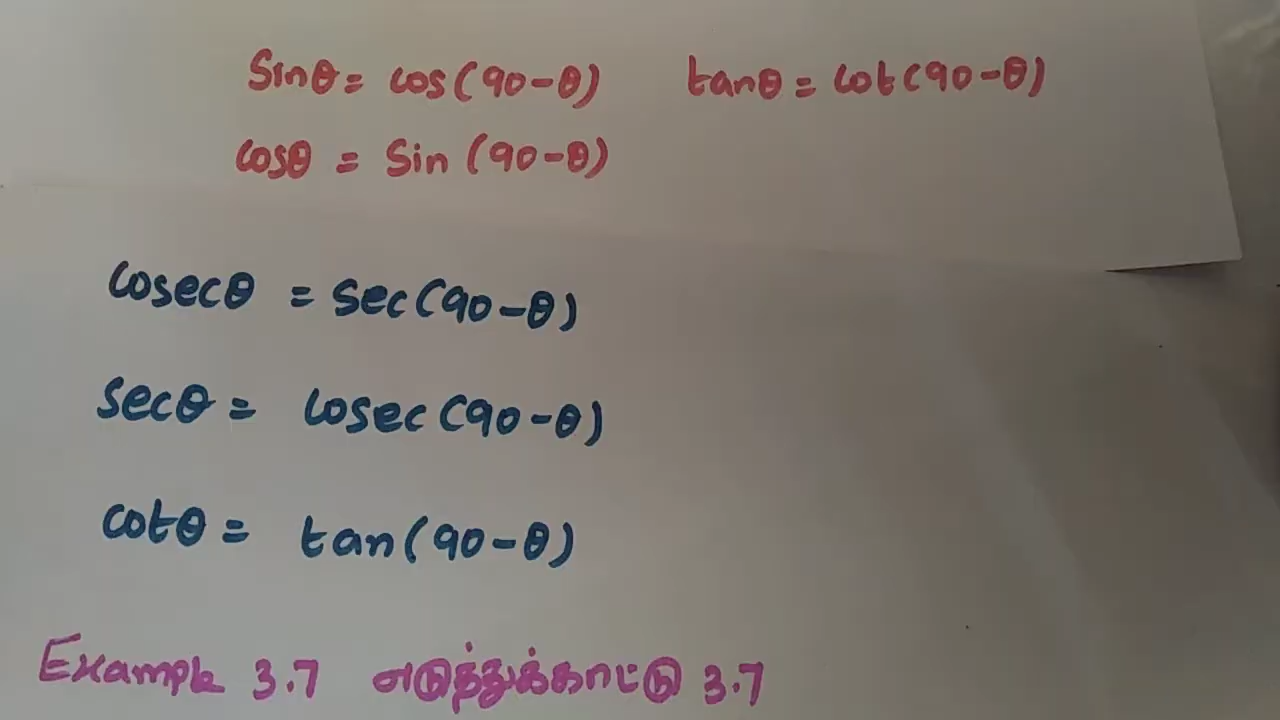 Sinθ = cos(90-θ) tanθ = cot(90-θ)
cosθ = Sin (90-θ)
cosecθ = sec(90-θ)
secθ = cosec(90-θ)
cotθ = tan(90-θ)
Example 3.7 எடுத்துக்காட்டு 3.7